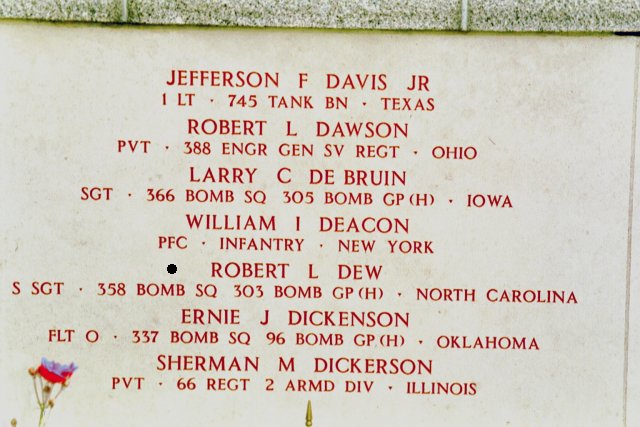 JEFFERSON F DAVIS JR
1 LT · 745 TANK BN · TEXAS
ROBERT L DAWSON
PVT · 388 ENGR GEN SV REGT · OHIO
LARRY C DE BRUIN
SGT · 366 BOMB SQ 305 BOMB GP (H) · IOWA
WILLIAM I DEACON
PFC · INFANTRY · NEW YORK
● ROBERT L DEW
S SGT · 358 BOMB SQ 303 BOMB GP (H) · NORTH CAROLINA
ERNIE J DICKENSON
FLT O · 337 BOMB SQ 96 BOMB GP (H) · OKLAHOMA
SHERMAN M DICKERSON
PVT · 66 REGT 2 ARMD DIV · ILLINOIS